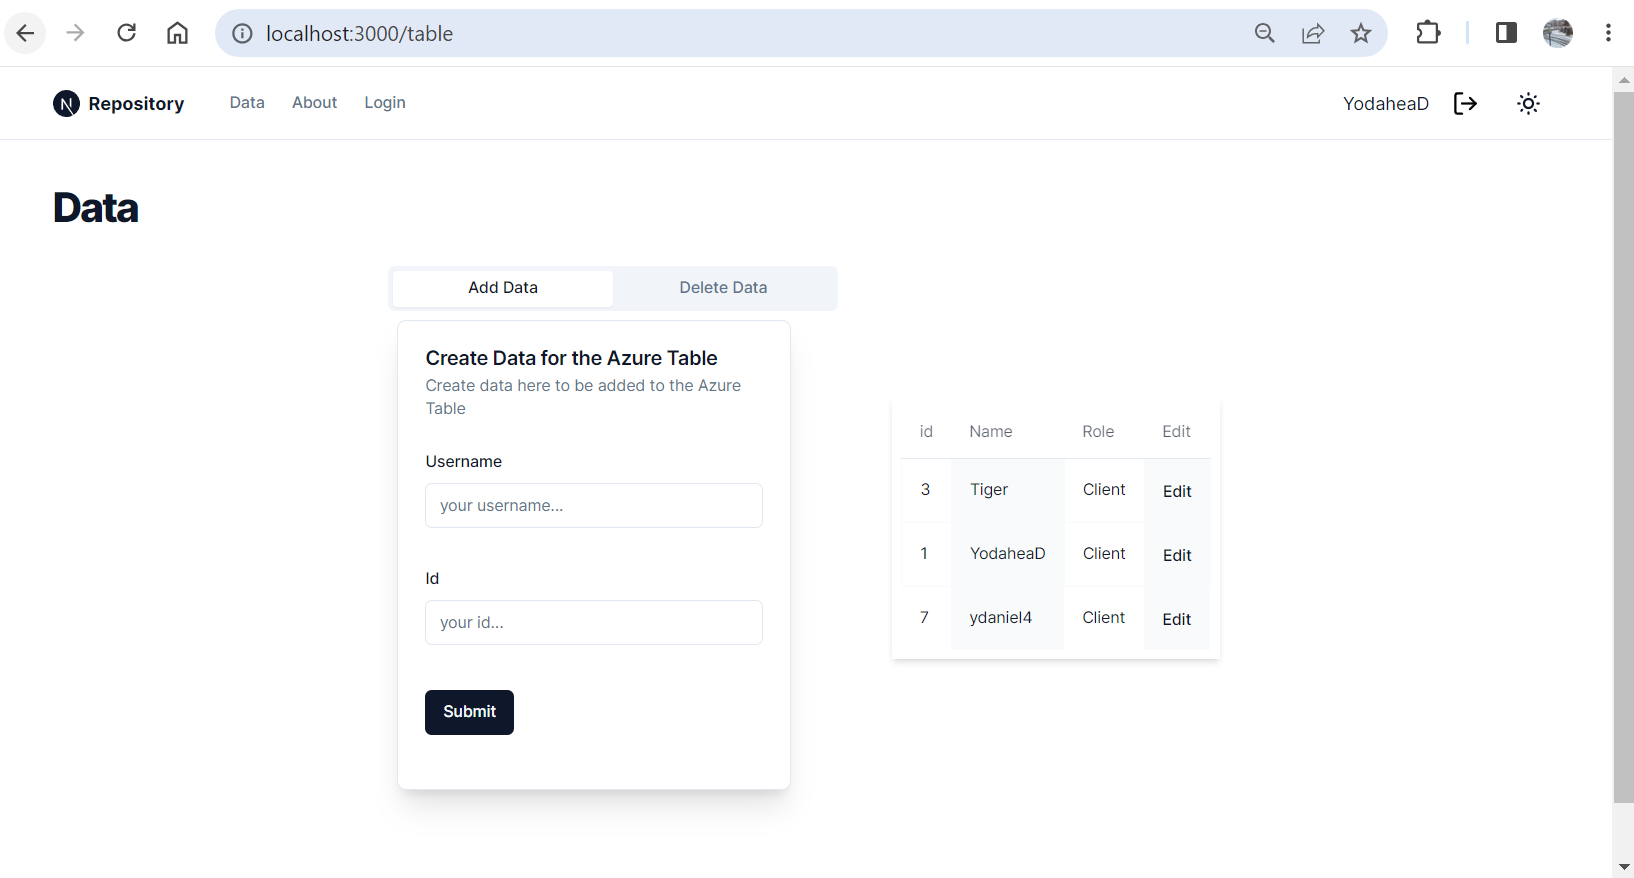 localhost:3000/table
N Repository Data About Login YodaheaD
Data
Add Data Delete Data
Create Data for the Azure Table
Create data here to be added to the Azure
Table
Username
your username...
Id
your id...
Submit
id Name Role Edit
3 Tiger Client Edit
1 YodaheaD Client Edit
7 ydaniel4 Client Edit